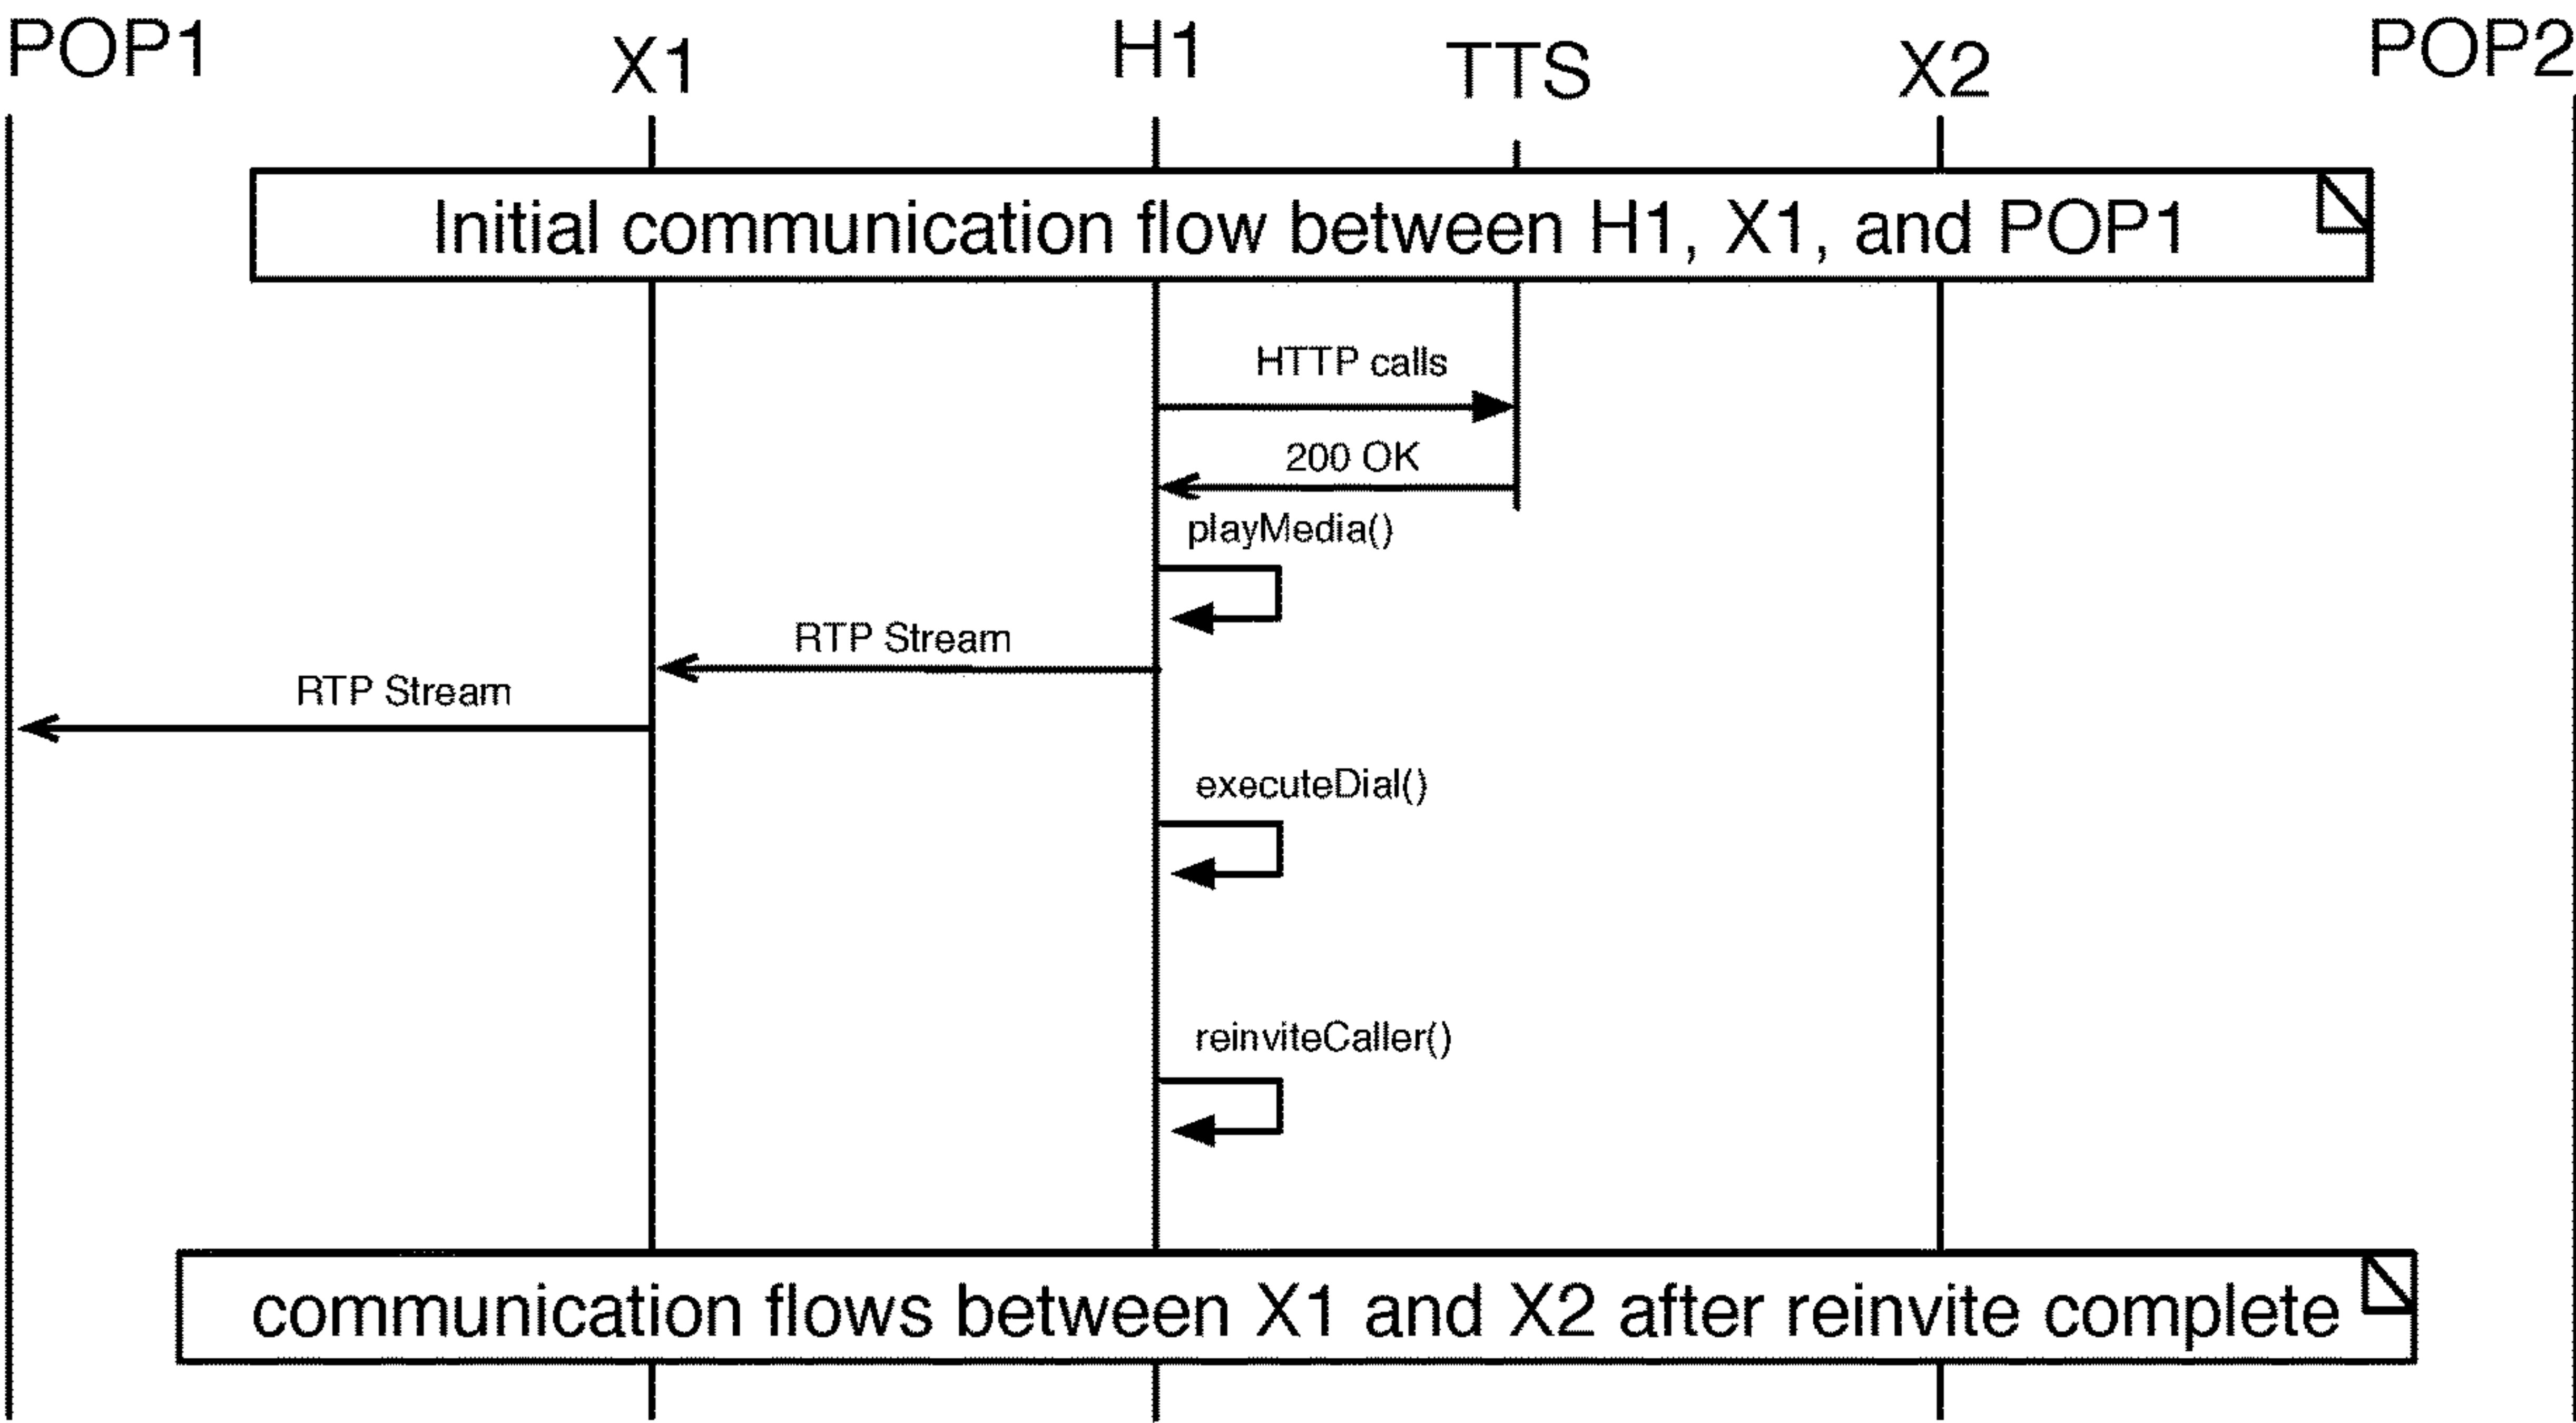 POP1
X1
H1
TTS
X2
POP2
Initial communication flow between H1, X1, and POP1
HTTP calls
200 OK
playMedia()
RTP Stream
RTP Stream
executeDial()
reinviteCaller()
communication flows between X1 and X2 after reinvite complete